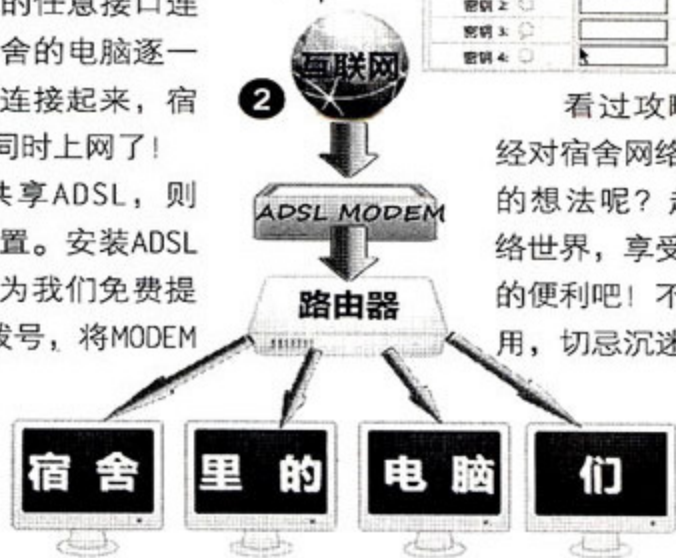 的任意接口连
舍的电脑逐一
连接起来，宿
同时上网了！
共享ADSL，则
置。安装ADSL
为我们免费提
拨号，将MODEM
2
互联网
ADSL MODEM
路由器
宿 舍
里 的
电 脑
们
密钥 2:
密钥 3:
密钥 4:
看过攻略
经对宿舍网络
的想法呢？
络世界，享受
的便利吧！不
用，切忌沉迷